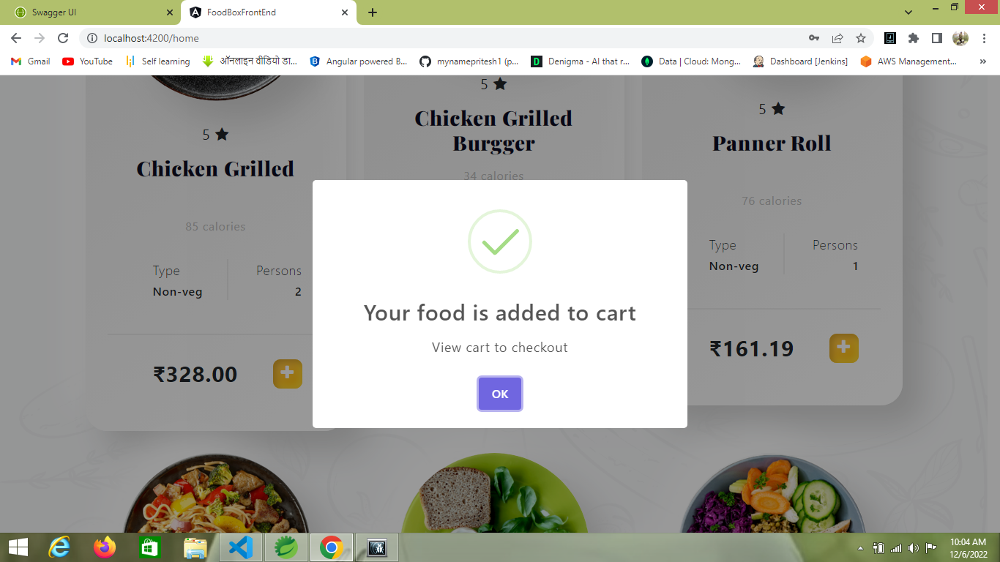 Swagger UI
FoodBoxFrontEnd
localhost:4200/home
Gmail
YouTube
Self learning
ऑनलाइन वीडियो डा...
Angular powered B...
mynamepritesh1 (p...
Denigma - AI that r...
Data | Cloud: Mong...
Dashboard [Jenkins]
AWS Management...
»
5
Chicken Grilled
85 calories
Type
Persons
Non-veg
2
₹328.00
5
Chicken Grilled
Burgger
34 calories
5
Panner Roll
76 calories
Type
Persons
Non-veg
1
₹161.19
Your food is added to cart
View cart to checkout
OK
10:04 AM
12/6/2022